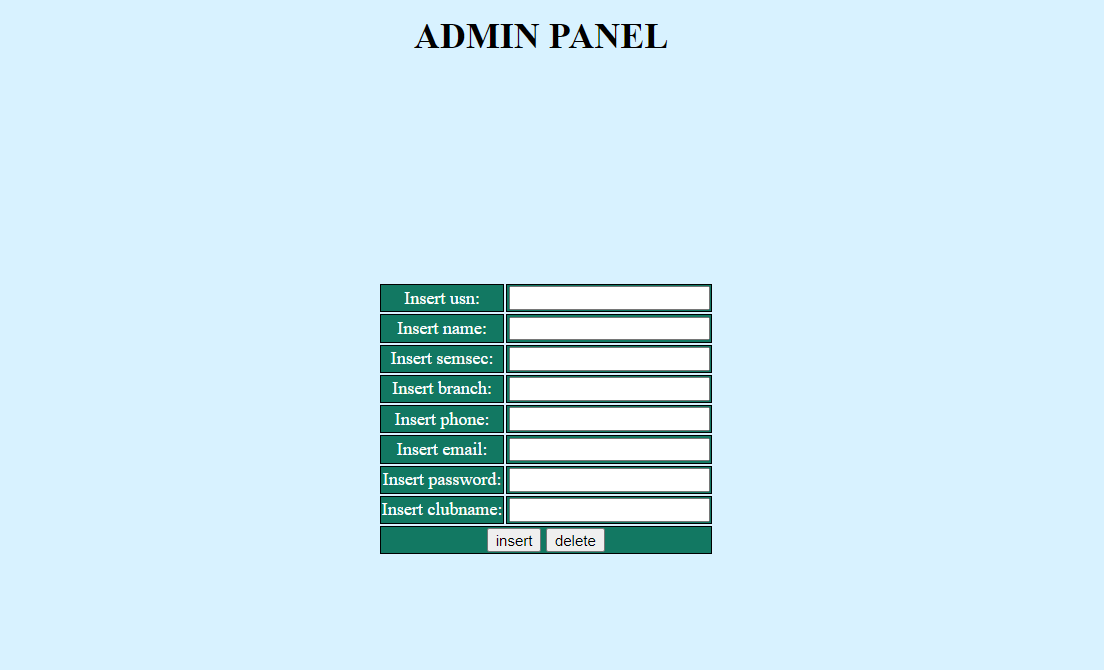 ADMIN PANEL
Insert usn:
Insert name:
Insert semsec:
Insert branch:
Insert phone:
Insert email:
Insert password:
Insert clubname:
insert delete